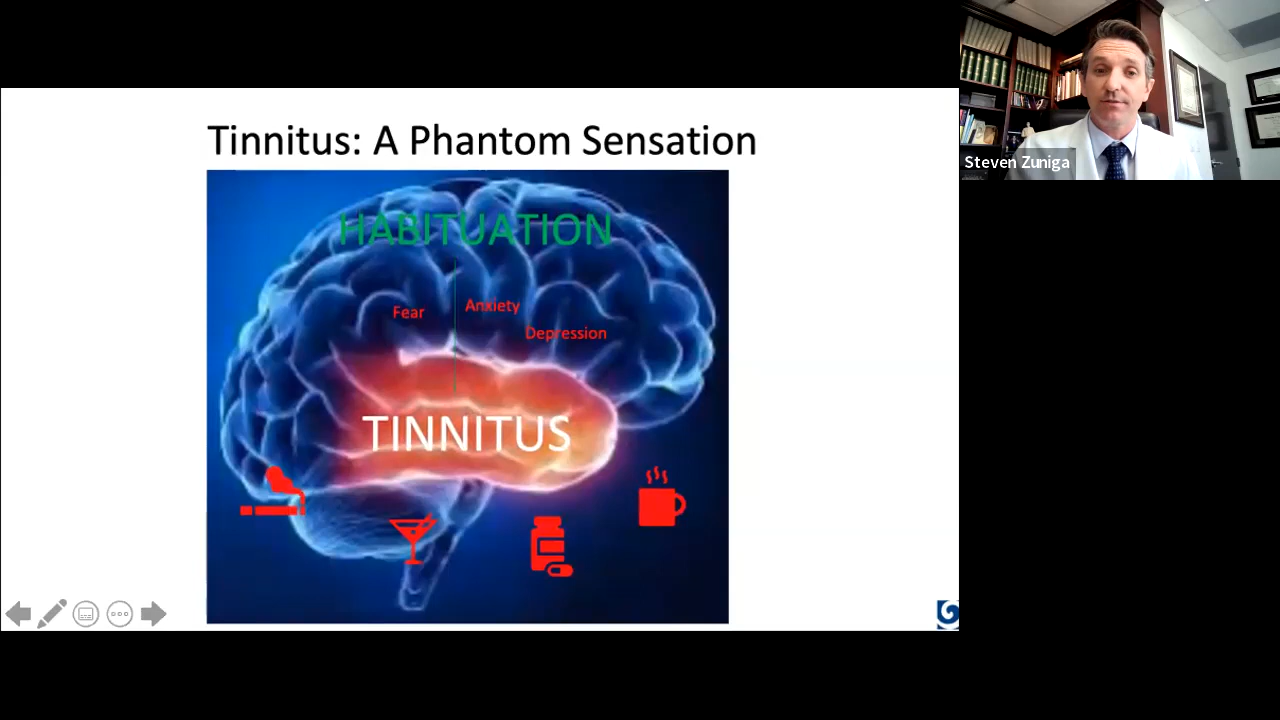 Tinnitus: A Phantom Sensation
HABITUATION
Fear
Anxiety
Depression
TINNITUS
Steven Zuniga